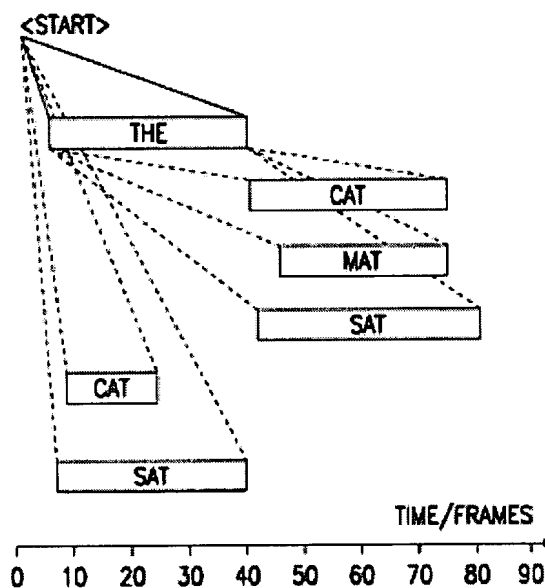 <START>
THE
CAT
MAT
SAT
CAT
SAT
TIME/FRAMES
0 10 20 30 40 50 60 70 80 90